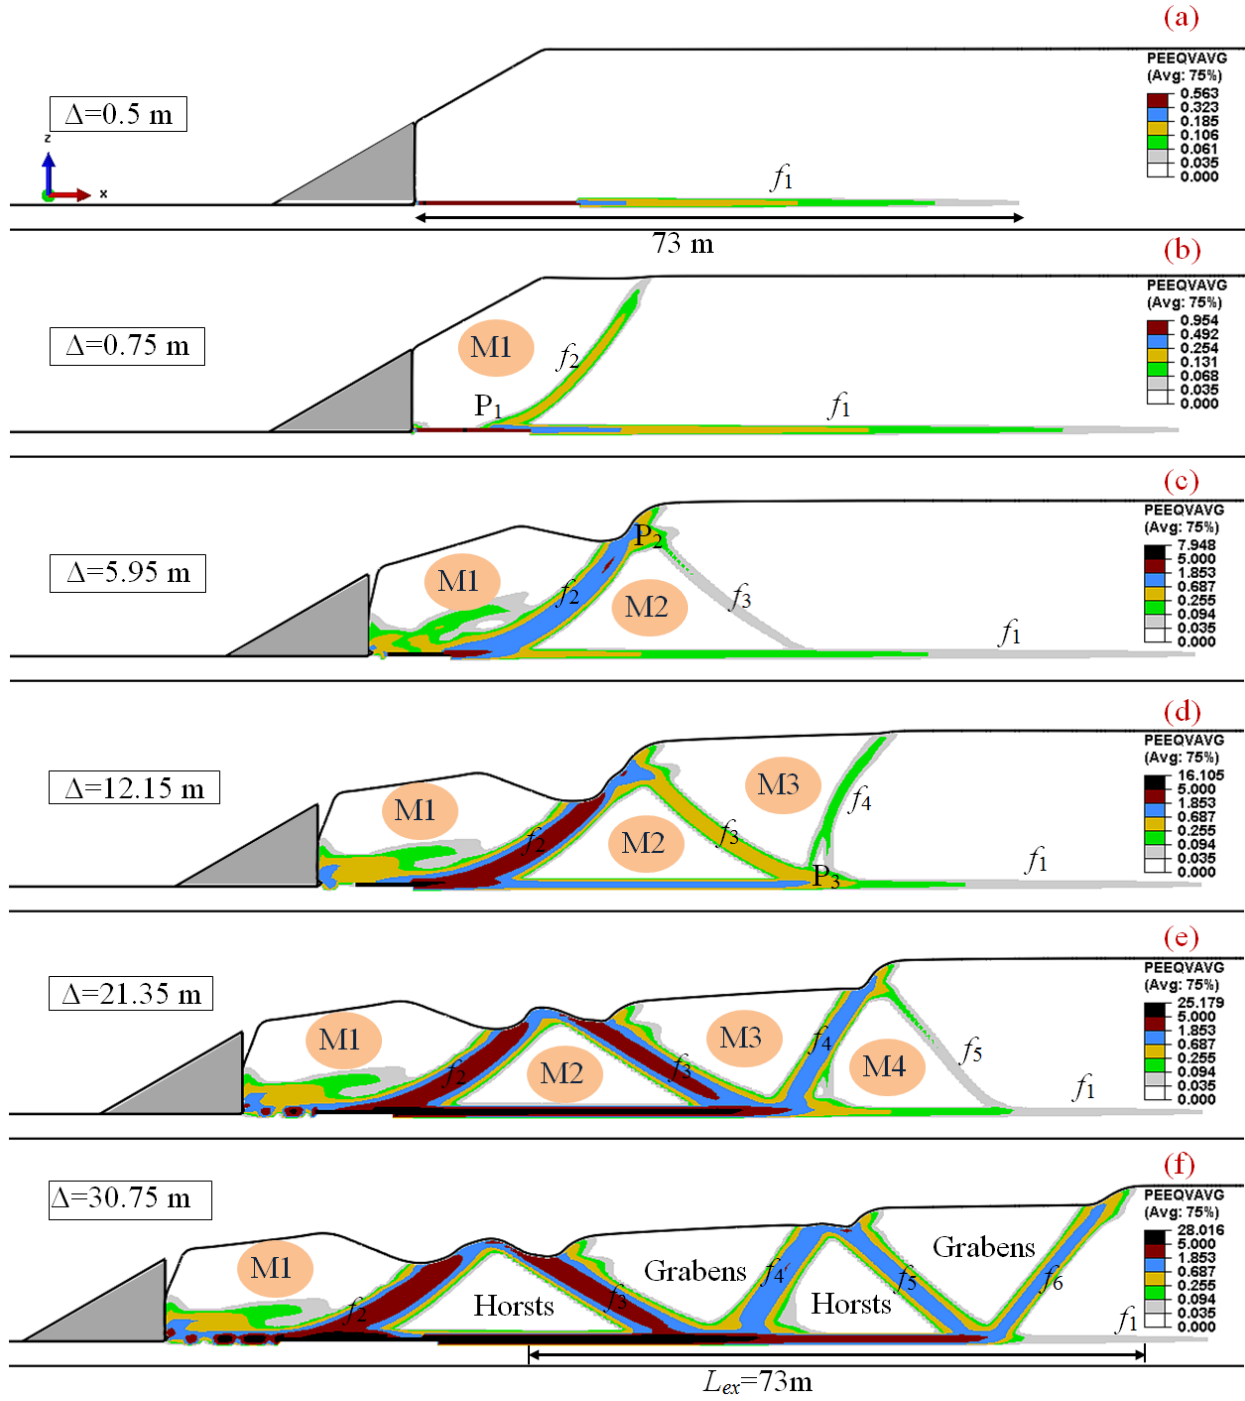 (a)
PEEQVAVG
(Avg: 75%)
0.563
0.323
0.185
0.106
0.061
0.035
0.000
Δ=0.5 m
z
x
f1
73 m
(b)
PEEQVAVG
(Avg: 75%)
0.954
0.492
0.254
0.131
0.068
0.035
0.000
Δ=0.75 m
M1
f2
P1
f1
(c)
PEEQVAVG
(Avg: 75%)
7.948
5.000
1.853
0.687
0.255
0.094
0.035
0.000
Δ=5.95 m
P2
M1
f2
M2
f3
f1
(d)
PEEQVAVG
(Avg: 75%)
16.105
5.000
1.853
0.687
0.255
0.094
0.035
0.000
Δ=12.15 m
M1
M3
f4
f2
M2
f3
P3
f1
(e)
PEEQVAVG
(Avg: 75%)
25.179
5.000
1.853
0.687
0.255
0.094
0.035
0.000
Δ=21.35 m
M1
M3
f4
f5
f2
M2
f3
M4
f1
(f)
PEEQVAVG
(Avg: 75%)
28.016
5.000
1.853
0.687
0.255
0.094
0.035
0.000
Δ=30.75 m
M1
Grabens
Grabens
f4
f5
f6
f2
Horsts
f3
Horsts
f1
Lex=73m